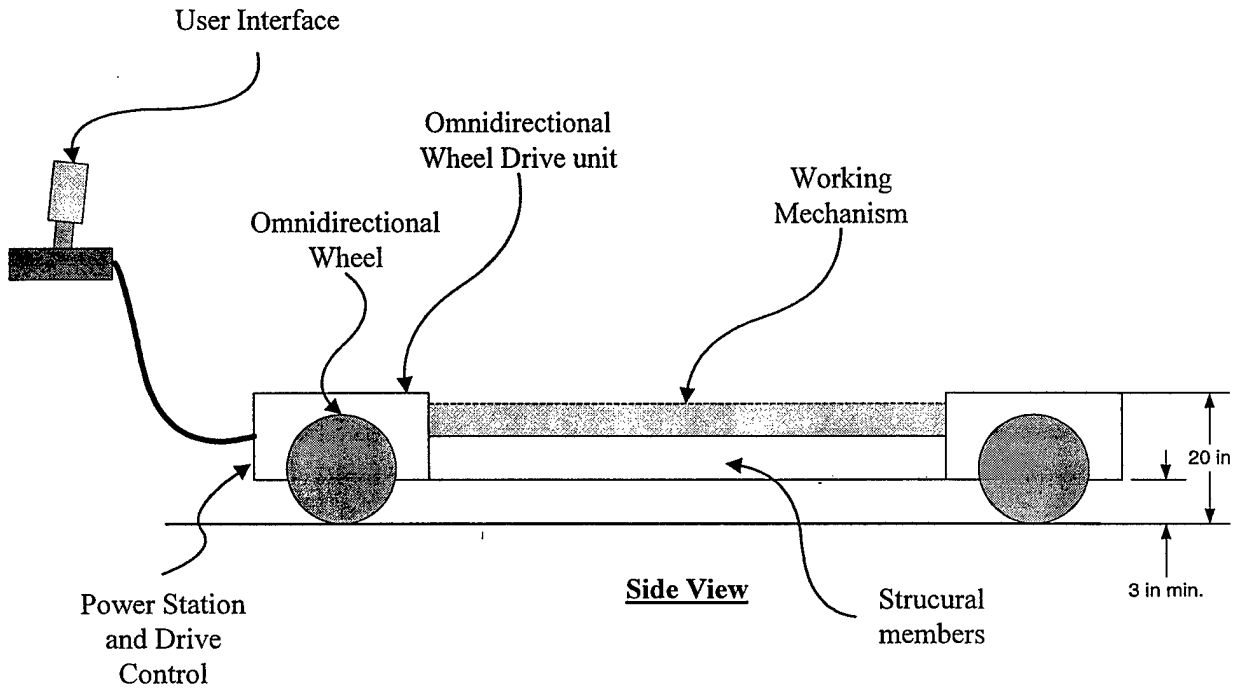 User Interface
Omnidirectional
Wheel Drive unit
Working
Mechanism
Omnidirectional
Wheel
20 in
3 in min.
Side View
Power Station
and Drive
Control
Strucural
members